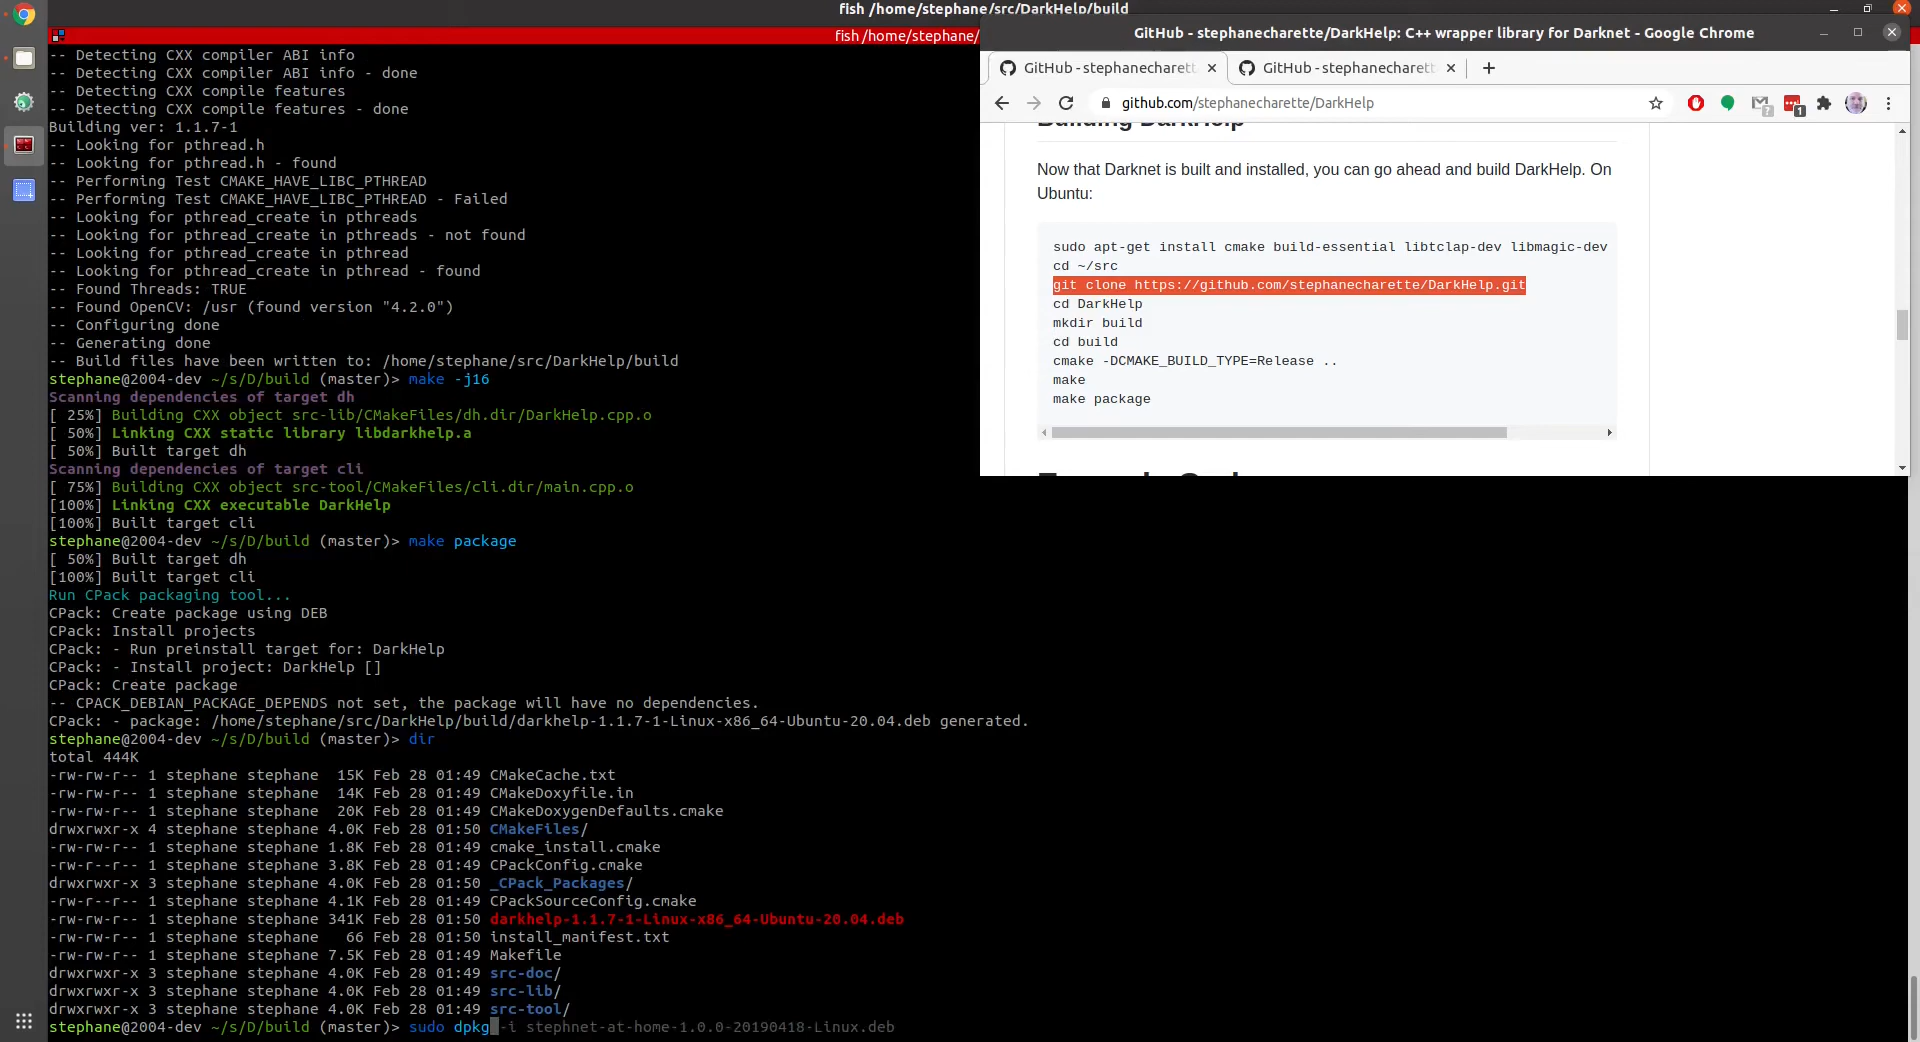 fish /home/stephane/src/DarkHelp/build
fish /home/stephane/
-- Detecting CXX compiler ABI info
-- Detecting CXX compiler ABI info - done
-- Detecting CXX compile features
-- Detecting CXX compile features - done
Building ver: 1.1.7-1
-- Looking for pthread.h
-- Looking for pthread.h - found
-- Performing Test CMAKE_HAVE_LIBC_PTHREAD
-- Performing Test CMAKE_HAVE_LIBC_PTHREAD - Failed
-- Looking for pthread_create in pthreads
-- Looking for pthread_create in pthreads - not found
-- Looking for pthread_create in pthread
-- Looking for pthread_create in pthread - found
-- Found Threads: TRUE
-- Found OpenCV: /usr (found version "4.2.0")
-- Configuring done
-- Generating done
-- Build files have been written to: /home/stephane/src/DarkHelp/build
stephane@2004-dev ~/s/D/build (master)> make -j16
Scanning dependencies of target dh
[ 25%] Building CXX object src-lib/CMakeFiles/dh.dir/DarkHelp.cpp.o
[ 50%] Linking CXX static library libdarkhelp.a
[ 50%] Built target dh
Scanning dependencies of target cli
[ 75%] Building CXX object src-tool/CMakeFiles/cli.dir/main.cpp.o
[100%] Linking CXX executable DarkHelp
[100%] Built target cli
stephane@2004-dev ~/s/D/build (master)> make package
[ 50%] Built target dh
[100%] Built target cli
Run CPack packaging tool...
CPack: Create package using DEB
CPack: Install projects
CPack: - Run preinstall target for: DarkHelp
CPack: - Install project: DarkHelp []
CPack: Create package
-- CPACK_DEBIAN_PACKAGE_DEPENDS not set, the package will have no dependencies.
CPack: - package: /home/stephane/src/DarkHelp/build/darkhelp-1.1.7-1-Linux-x86_64-Ubuntu-20.04.deb generated.
stephane@2004-dev ~/s/D/build (master)> dir
total 444K
-rw-rw-r-- 1 stephane stephane  15K Feb 28 01:49 CMakeCache.txt
-rw-rw-r-- 1 stephane stephane  14K Feb 28 01:49 CMakeDoxyfile.in
-rw-rw-r-- 1 stephane stephane  20K Feb 28 01:49 CMakeDoxygenDefaults.cmake
drwxrwxr-x 4 stephane stephane 4.0K Feb 28 01:50 CMakeFiles/
-rw-rw-r-- 1 stephane stephane 1.8K Feb 28 01:49 cmake_install.cmake
-rw-r--r-- 1 stephane stephane 3.8K Feb 28 01:49 CPackConfig.cmake
drwxrwxr-x 3 stephane stephane 4.0K Feb 28 01:50 _CPack_Packages/
-rw-r--r-- 1 stephane stephane 4.1K Feb 28 01:49 CPackSourceConfig.cmake
-rw-rw-r-- 1 stephane stephane 341K Feb 28 01:50 darkhelp-1.1.7-1-Linux-x86_64-Ubuntu-20.04.deb
-rw-rw-r-- 1 stephane stephane   66 Feb 28 01:50 install_manifest.txt
-rw-rw-r-- 1 stephane stephane 7.5K Feb 28 01:49 Makefile
drwxrwxr-x 3 stephane stephane 4.0K Feb 28 01:49 src-doc/
drwxrwxr-x 3 stephane stephane 4.0K Feb 28 01:49 src-lib/
drwxrwxr-x 3 stephane stephane 4.0K Feb 28 01:49 src-tool/
stephane@2004-dev ~/s/D/build (master)> sudo dpkg -i stephnet-at-home-1.0.0-20190418-Linux.deb
GitHub - stephanecharette/DarkHelp: C++ wrapper library for Darknet - Google Chrome
GitHub - stephanecharett
GitHub - stephanecharett
github.com/stephanecharette/DarkHelp
1
Building DarkHelp
Now that Darknet is built and installed, you can go ahead and build DarkHelp. On
Ubuntu:
sudo apt-get install cmake build-essential libtclap-dev libmagic-dev
cd ~/src
git clone https://github.com/stephanecharette/DarkHelp.git
cd DarkHelp
mkdir build
cd build
cmake -DCMAKE_BUILD_TYPE=Release ..
make
make package